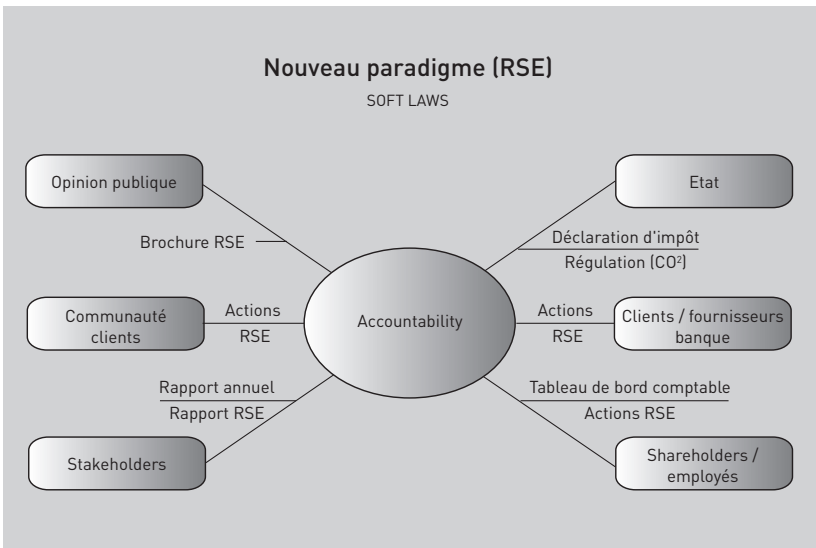 Nouveau paradigme (RSE)
SOFT LAWS
Opinion publique
Etat
Brochure RSE
Déclaration d'impôt
Régulation (CO²)
Communauté
clients
Actions
RSE
Accountability
Actions
RSE
Clients / fournisseurs
banque
Rapport annuel
Rapport RSE
Tableau de bord comptable
Actions RSE
Stakeholders
Shareholders /
employés